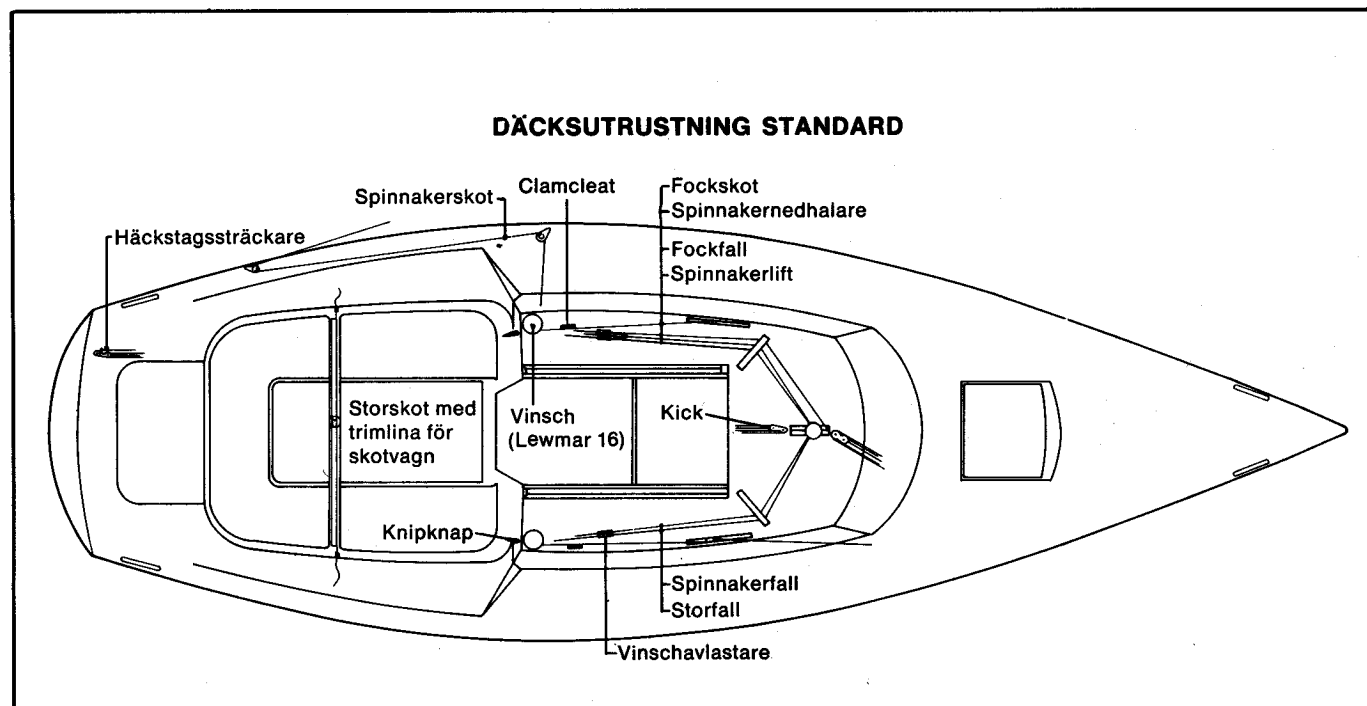 DÄCKSUTRUSTNING STANDARD
Clamcleat
Fockskot
Spinnakerskot
Spinnakernedhalare
Häckstagssträckare
Fockfall
Spinnakerlift
Storskot med
trimlina för
skotvagn
Vinsch
(Lewmar 16)
Kick
Knipknap
Spinnakerfall
Storfall
Vinschavlastare